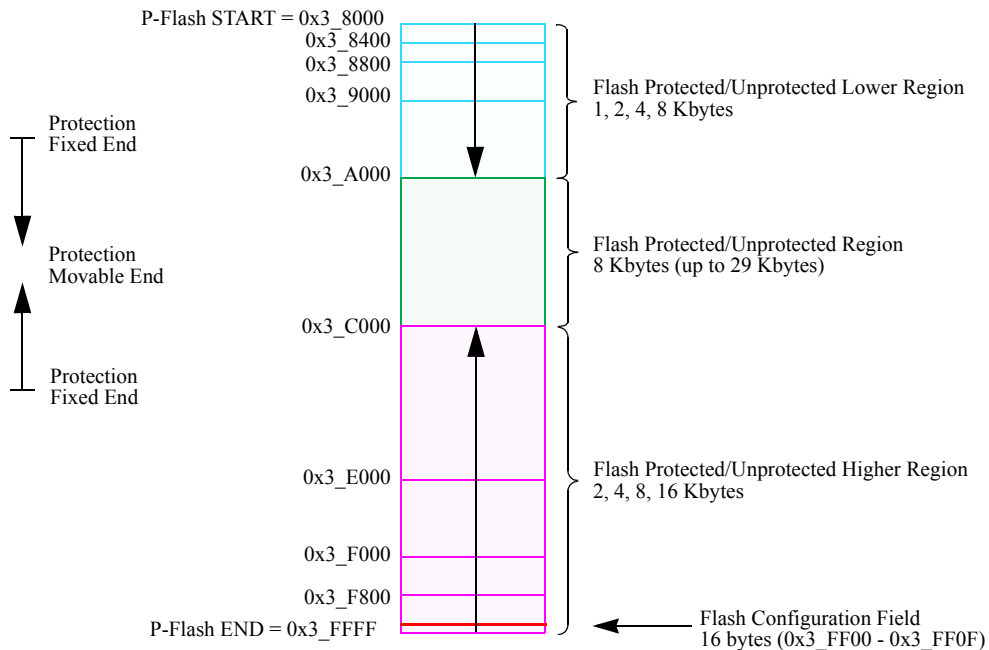 P-Flash START = 0x3_8000
0x3_8400
0x3_8800
0x3_9000
Flash Protected/Unprotected Lower Region
1, 2, 4, 8 Kbytes
Protection
Fixed End
0x3_A000
Protection
Movable End
Flash Protected/Unprotected Region
8 Kbytes (up to 29 Kbytes)
0x3_C000
Protection
Fixed End
Flash Protected/Unprotected Higher Region
2, 4, 8, 16 Kbytes
0x3_E000
0x3_F000
0x3_F800
P-Flash END = 0x3_FFFF
Flash Configuration Field
16 bytes (0x3_FF00 - 0x3_FF0F)